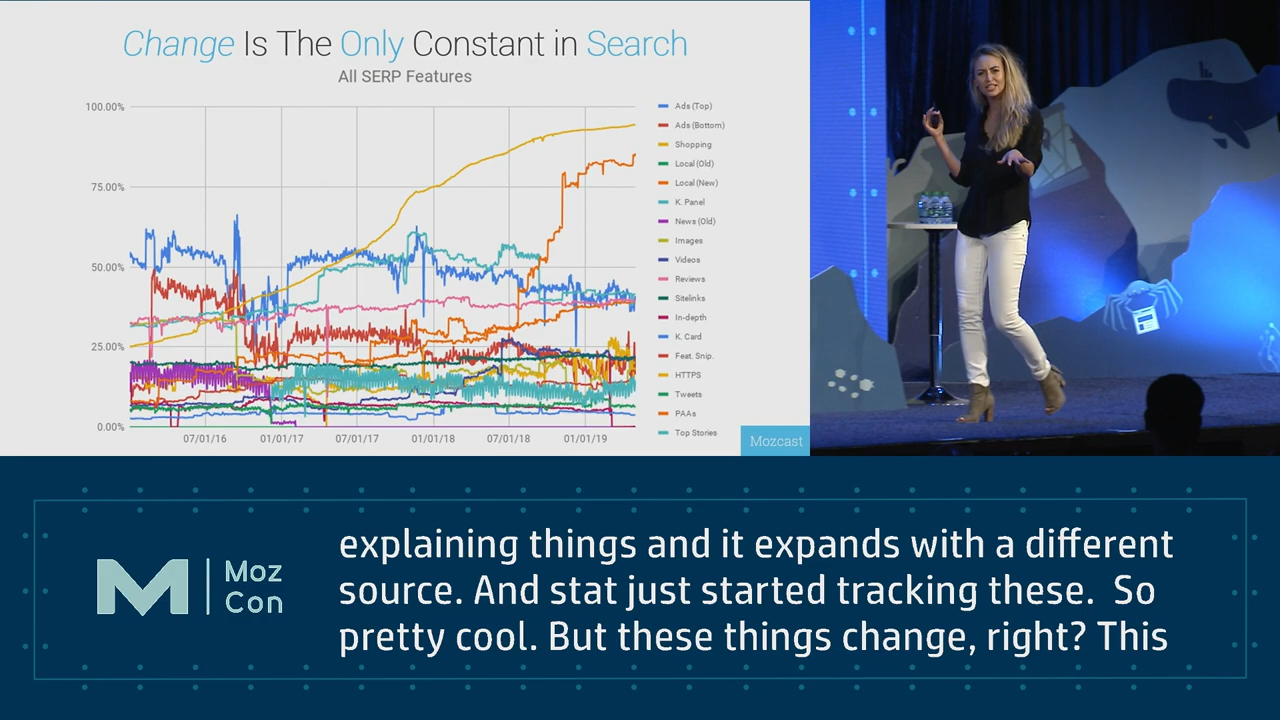 Change Is The Only Constant in Search
All SERP Features
100.00%
75.00%
50.00%
25.00%
0.00%
07/01/16
01/01/17
07/01/17
01/01/18
07/01/18
01/01/19
Ads (Top)
Ads (Bottom)
Shopping
Local (Old)
Local (New)
K. Panel
News (Old)
Images
Videos
Reviews
Sitelinks
In-depth
K. Card
Feat. Snip.
HTTPS
Tweets
PAAs
Top Stories
Mozcast
M
Moz
Con
explaining things and it expands with a different
source. And stat just started tracking these.  So
pretty cool. But these things change, right? This